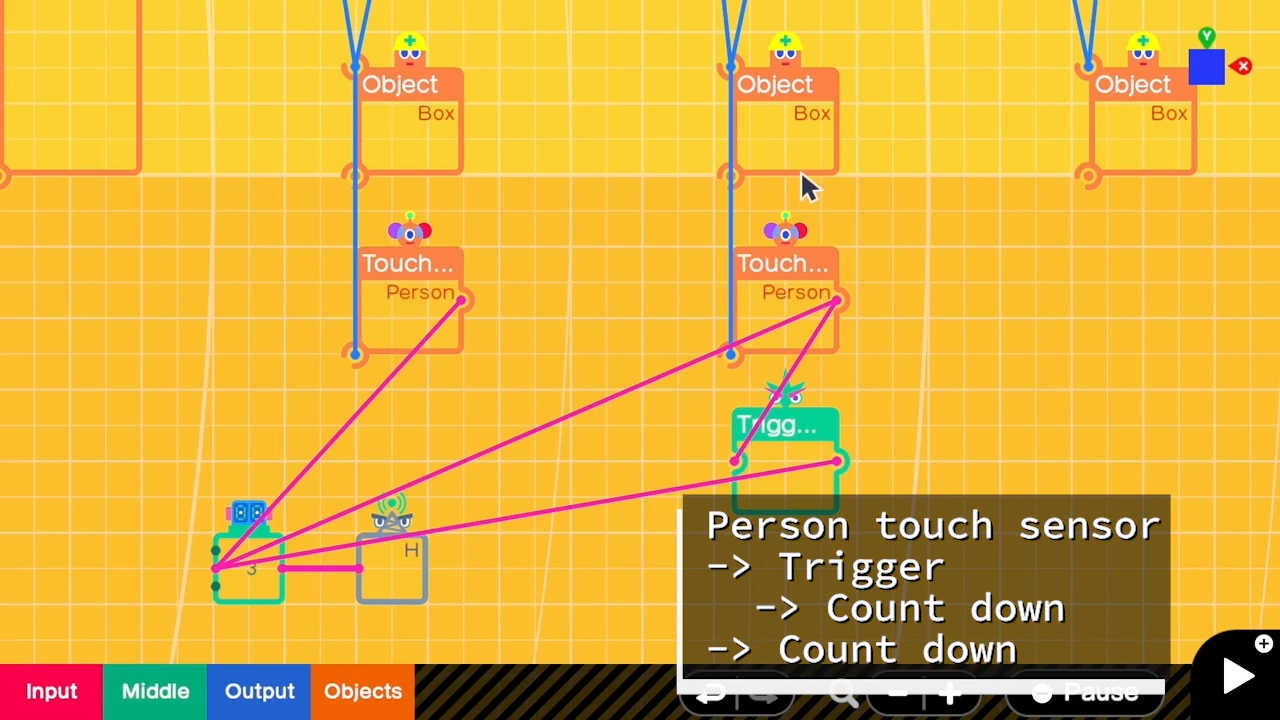 Y
Object
Object
Object
X
Box
Box
Box
Touch...
Touch...
Person
Person
Trigg...
H
3
Person touch sensor
-> Trigger
-> Count down
-> Count down
Input
Middle
Output
Objects
Pause